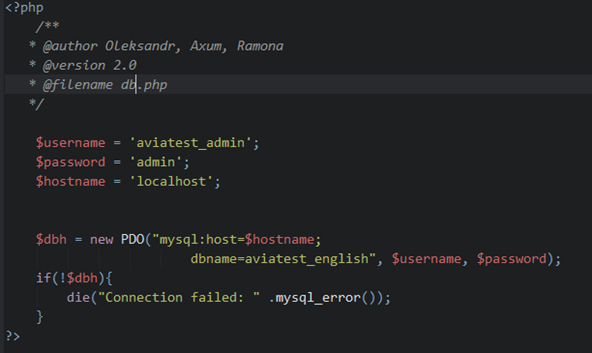 <?php
/**
* @author Oleksandr, Axum, Ramona
* @version 2.0
* @filename db.php
*/
$username = 'aviatest_admin';
$password = 'admin';
$hostname = 'localhost';
$dbh = new PDO("mysql:host=$hostname;
dbname=aviatest_english", $username, $password);
if(!$dbh){
die("Connection failed: " .mysql_error());
}
?>